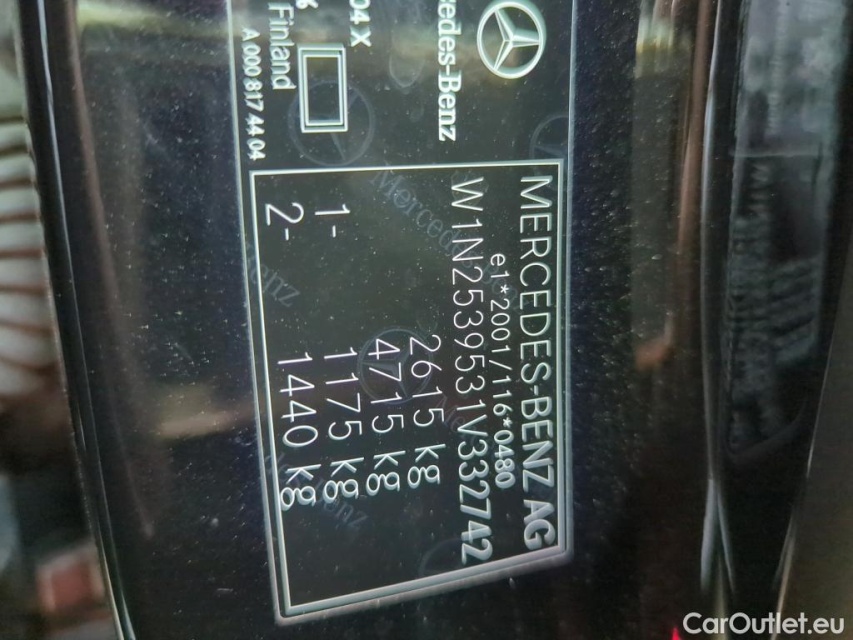 Mercedes-Benz
04 X
Finland
A 000 817 44 04
MERCEDES-BENZ AG
e1*2001/116*0480
W1N2539531V332742
2615 kg
4715 kg
1- 1175 kg
2- 1440 kg
CarOutlet.eu